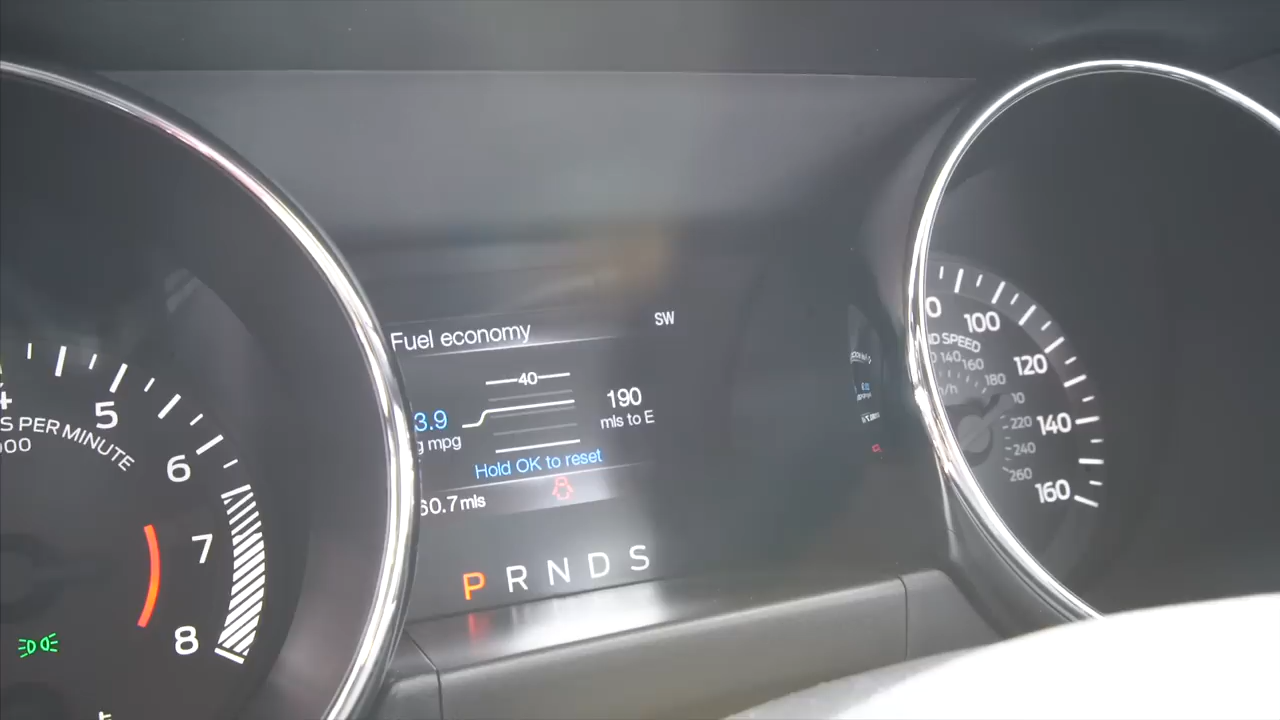 Fuel economy
SW
40
3.9
mpg
190
mls to E
Hold OK to reset
60.7 mls
P R N D S
5
6
7
8
PER MINUTE
100
120
140
160
SPEED
140
160
180
220
240
260